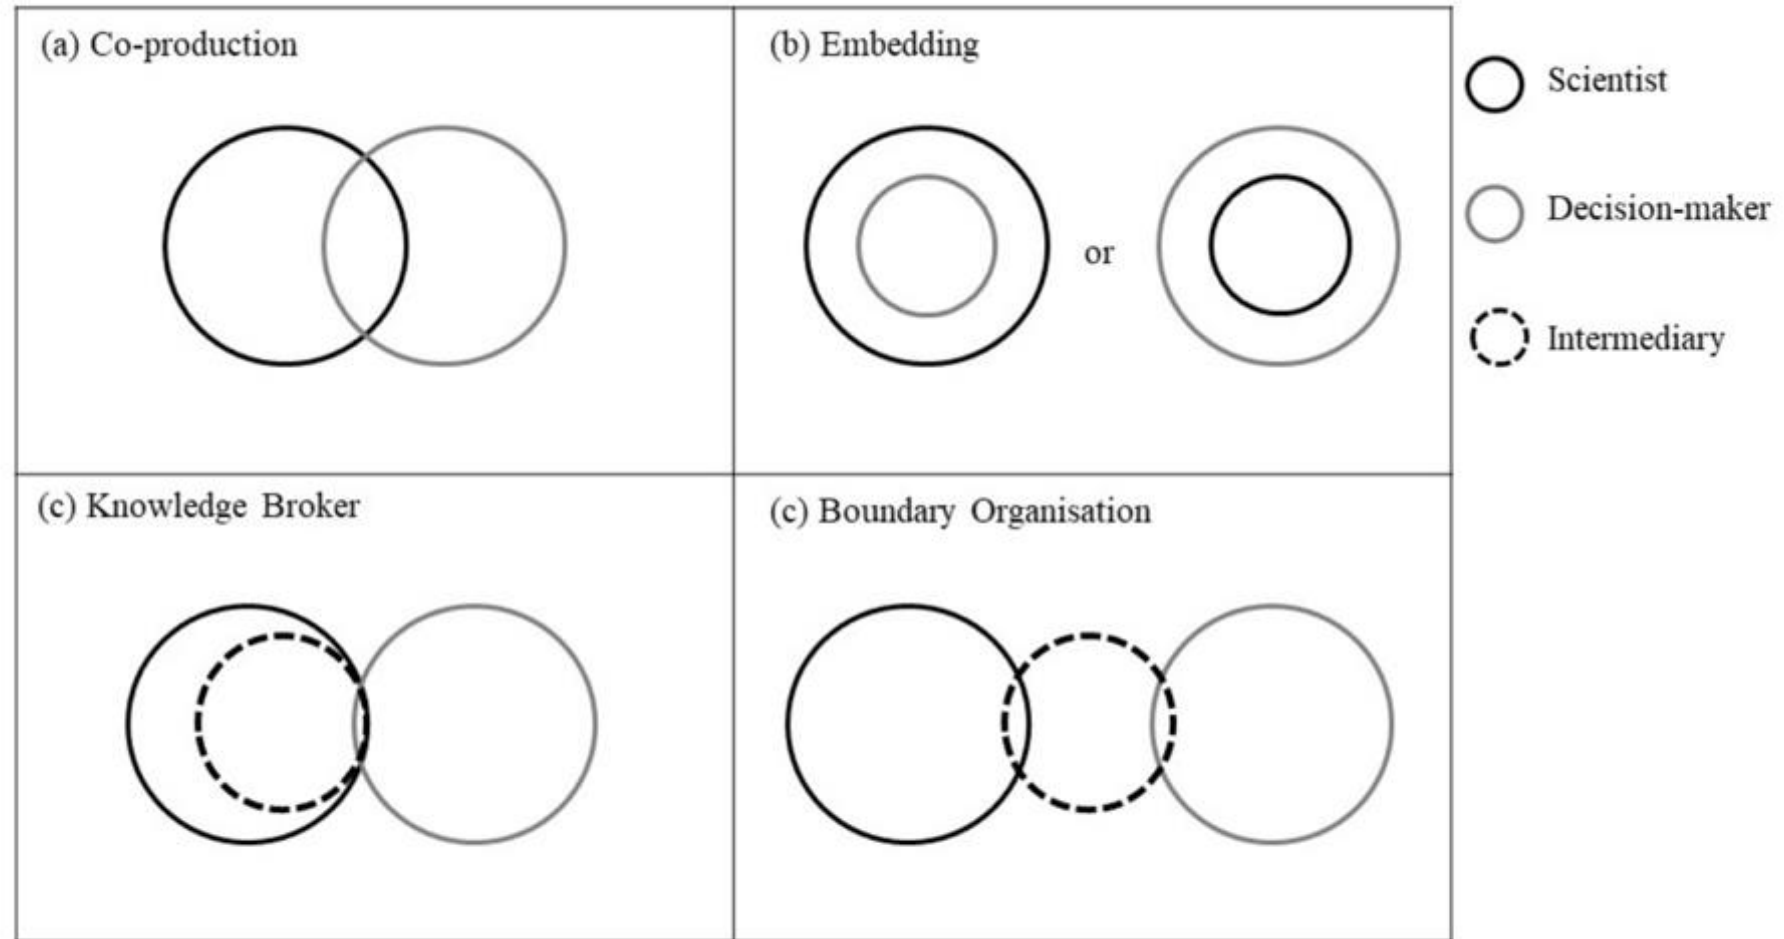 (a) Co-production
(b) Embedding
or
Scientist
Decision-maker
Intermediary
(c) Knowledge Broker
(c) Boundary Organisation